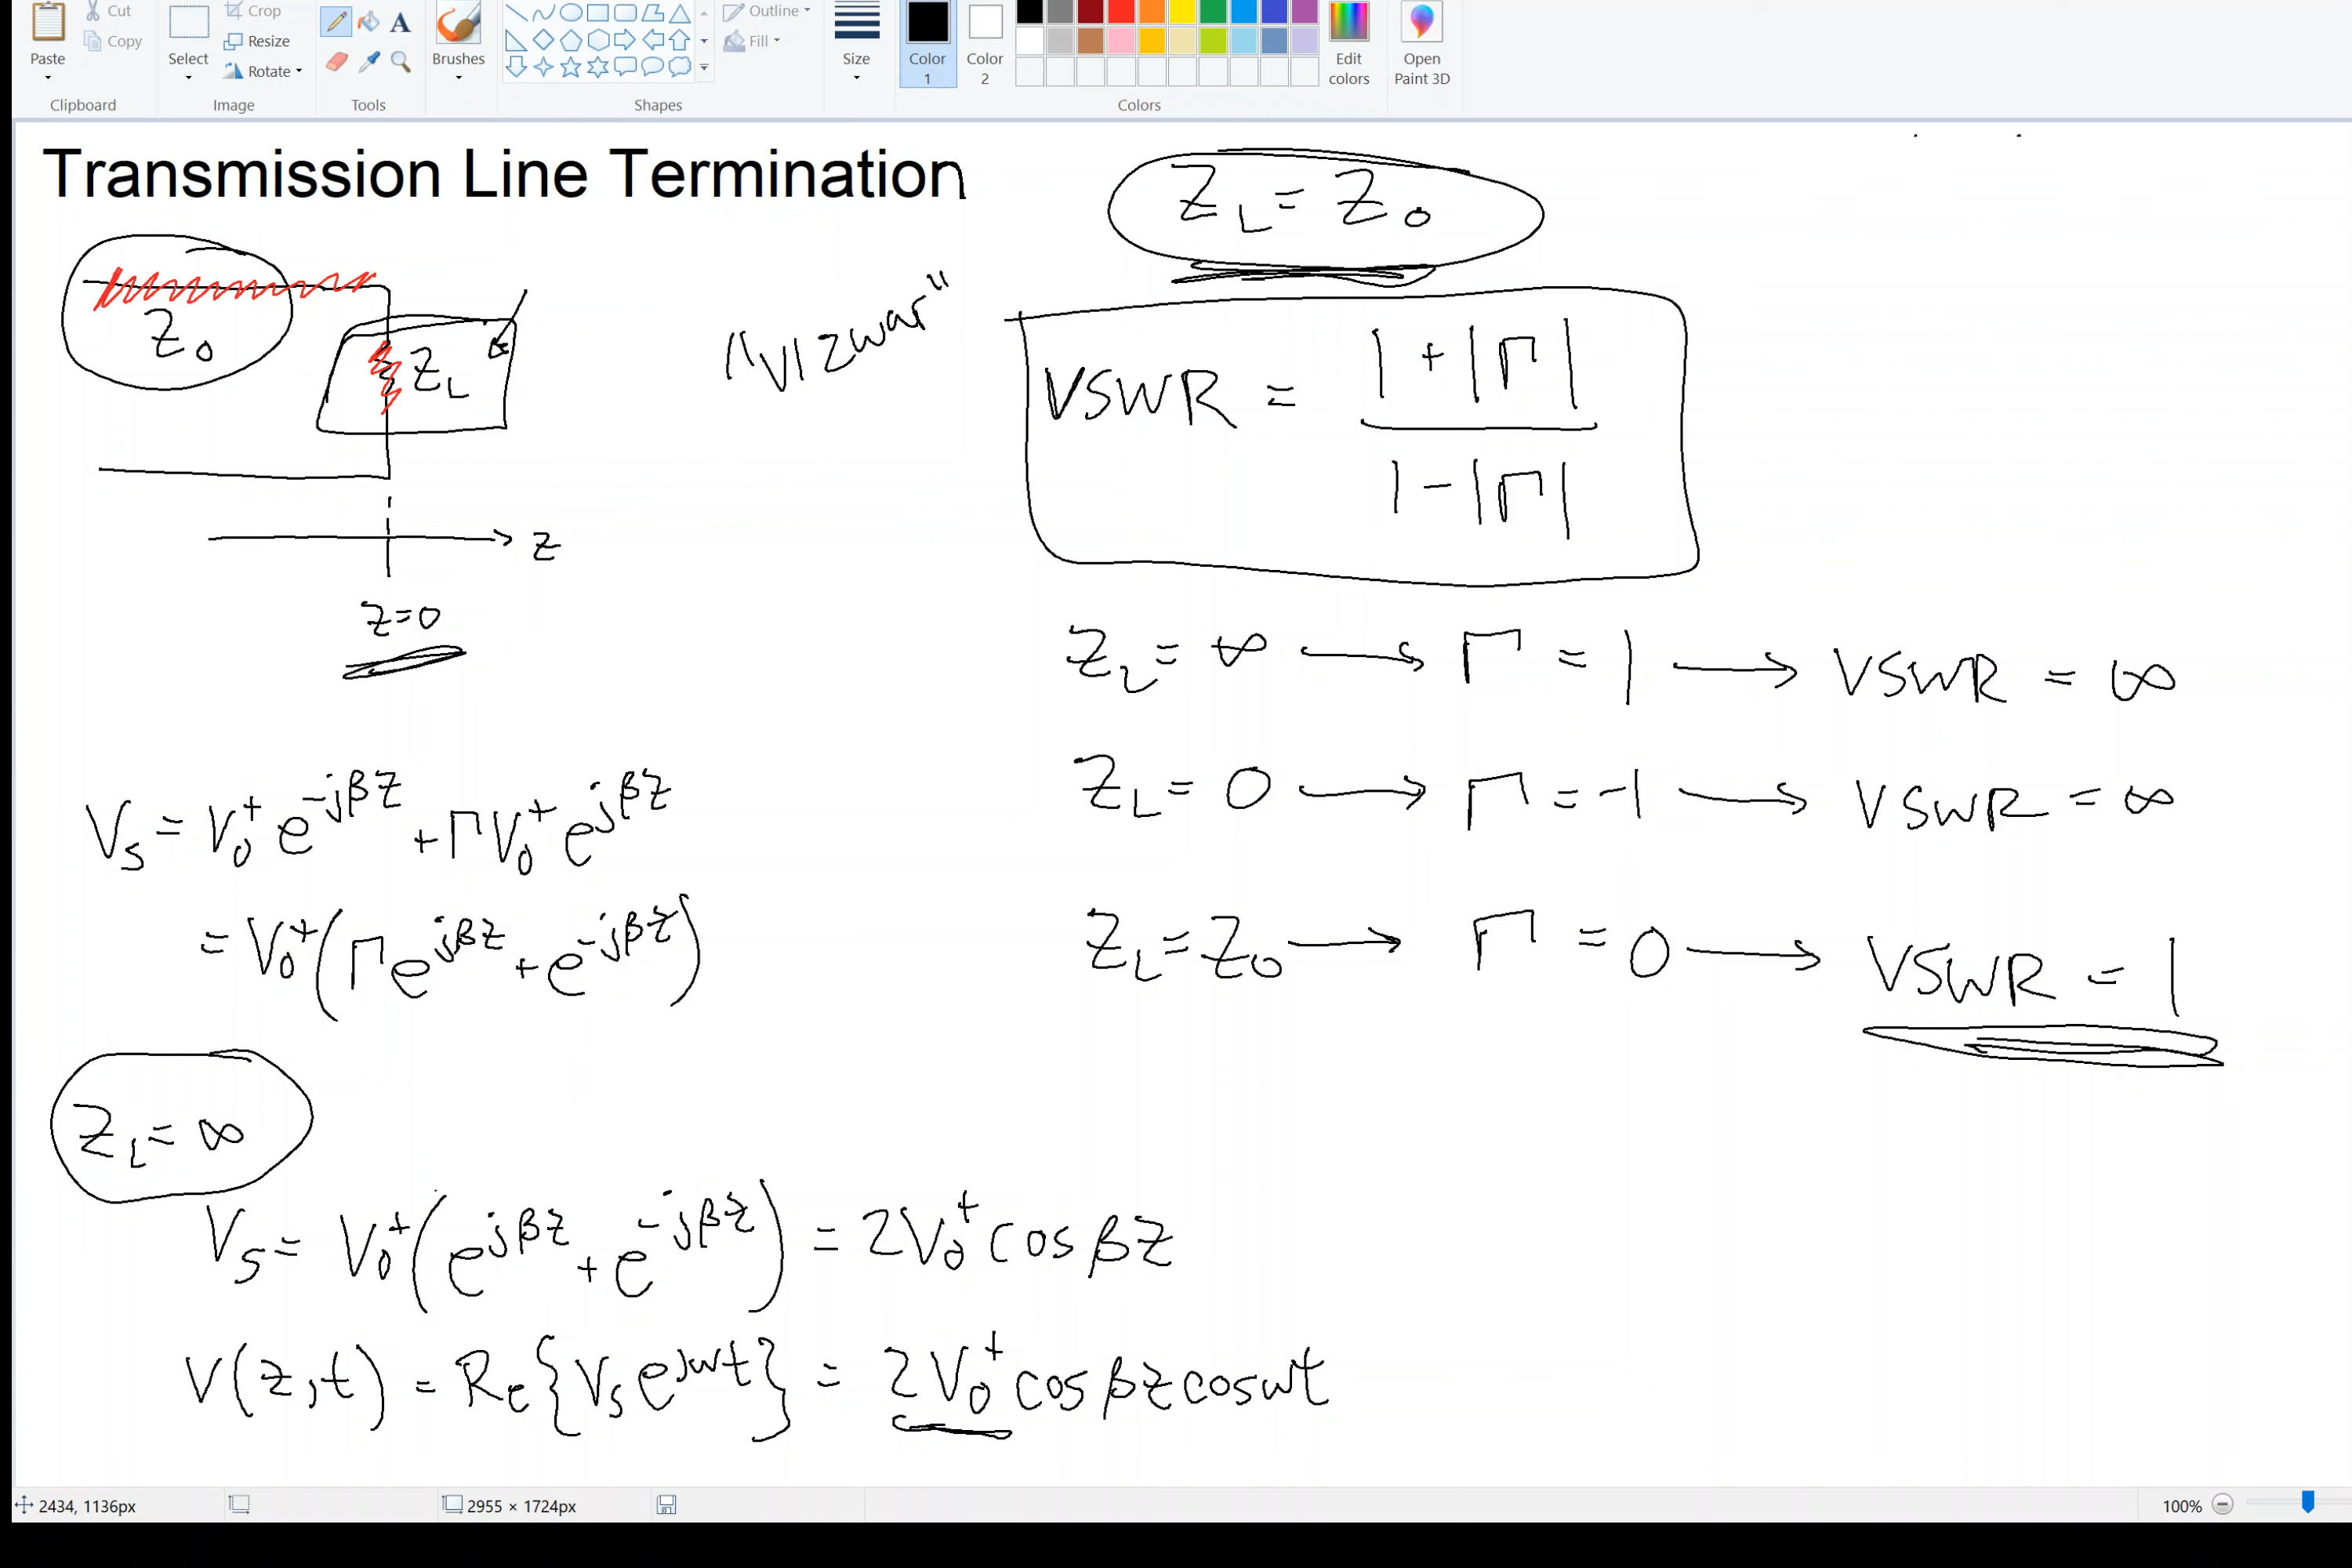 Paste
Cut
Copy
Clipboard
Select
Crop
Resize
Rotate
Image
A
Tools
Brushes
Shapes
Outline
Fill
Size
Color 1
Color 2
Colors
Edit colors
Open Paint 3D
Transmission Line Termination
Z_L = Z_0
Z_0
Z_L
"VIZwar"
VSWR = (1 + |Γ|) / (1 - |Γ|)
z
z=0
Z_L = ∞ → Γ = 1 → VSWR = ∞
Z_L = 0 → Γ = -1 → VSWR = ∞
Z_L = Z_0 → Γ = 0 → VSWR = 1
V_s = V_0^+ e^{-jβz} + Γ V_0^+ e^{jβz}
= V_0^+ (Γ e^{jβz} + e^{-jβz})
Z_L = ∞
V_s = V_0^+ (e^{jβz} + e^{-jβz}) = 2V_0^+ cos βz
V(z,t) = Re{V_s e^{jωt}} = 2V_0^+ cos βz cos ωt
2434, 1136px
2955 × 1724px
100%